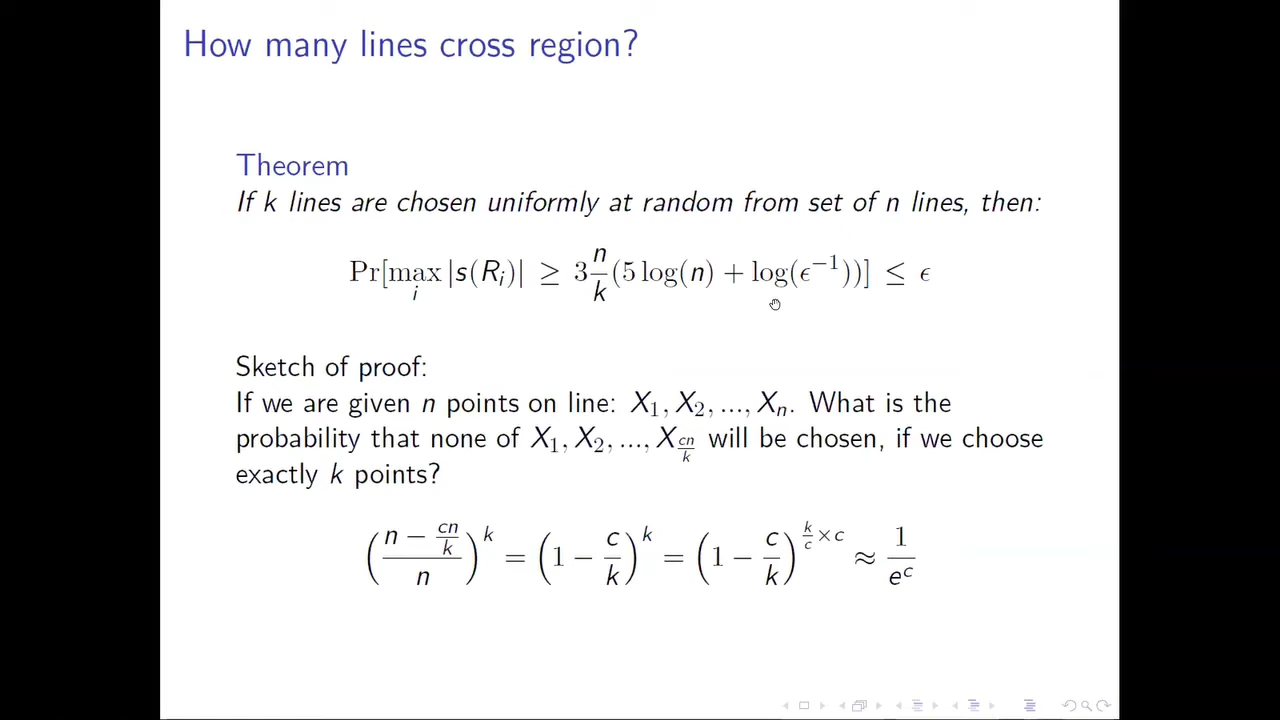 How many lines cross region?
Theorem
If k lines are chosen uniformly at random from set of n lines, then:
Pr[max_i |s(R_i)| ≥ 3 n/k (5 log(n) + log(ϵ^{−1}))] ≤ ϵ
Sketch of proof:
If we are given n points on line: X_1, X_2, ..., X_n. What is the
probability that none of X_1, X_2, ..., X_{cn/k} will be chosen, if we choose
exactly k points?
((n − cn/k)/n)^k = (1 − c/k)^k = (1 − c/k)^{k/c × c} ≈ 1/e^c